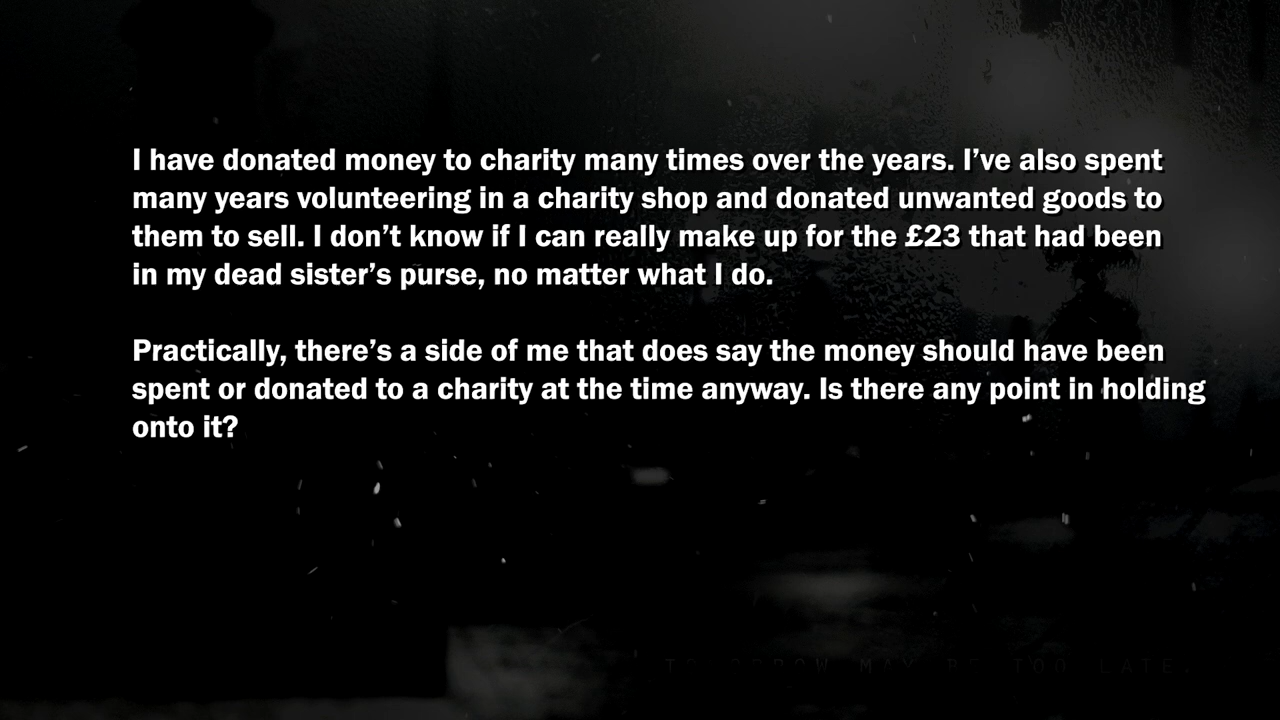 I have donated money to charity many times over the years. I’ve also spent
many years volunteering in a charity shop and donated unwanted goods to
them to sell. I don’t know if I can really make up for the £23 that had been
in my dead sister’s purse, no matter what I do.
Practically, there’s a side of me that does say the money should have been
spent or donated to a charity at the time anyway. Is there any point in holding
onto it?
MAY BE TOO LATE.